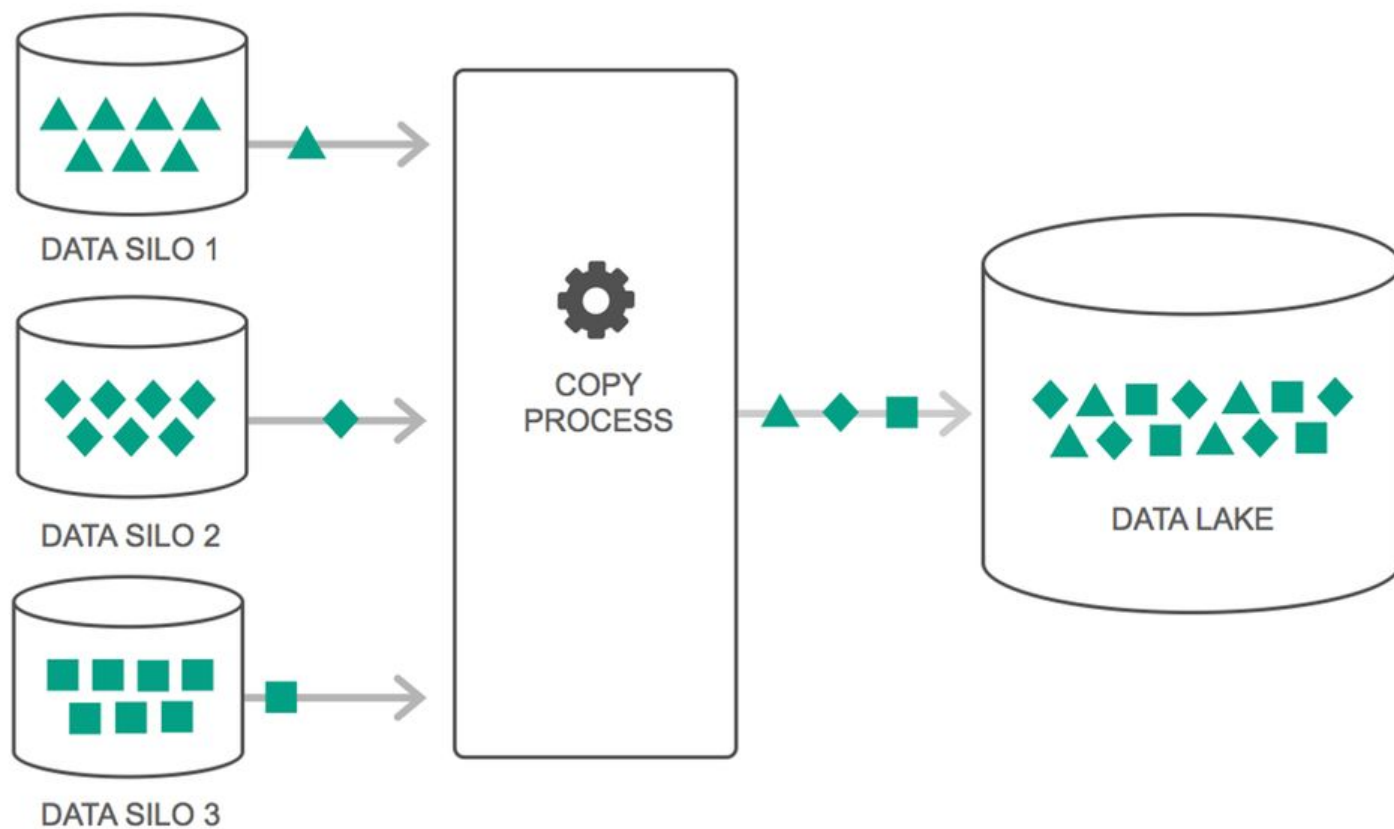 DATA SILO 1
DATA SILO 2
DATA SILO 3
COPY
PROCESS
DATA LAKE